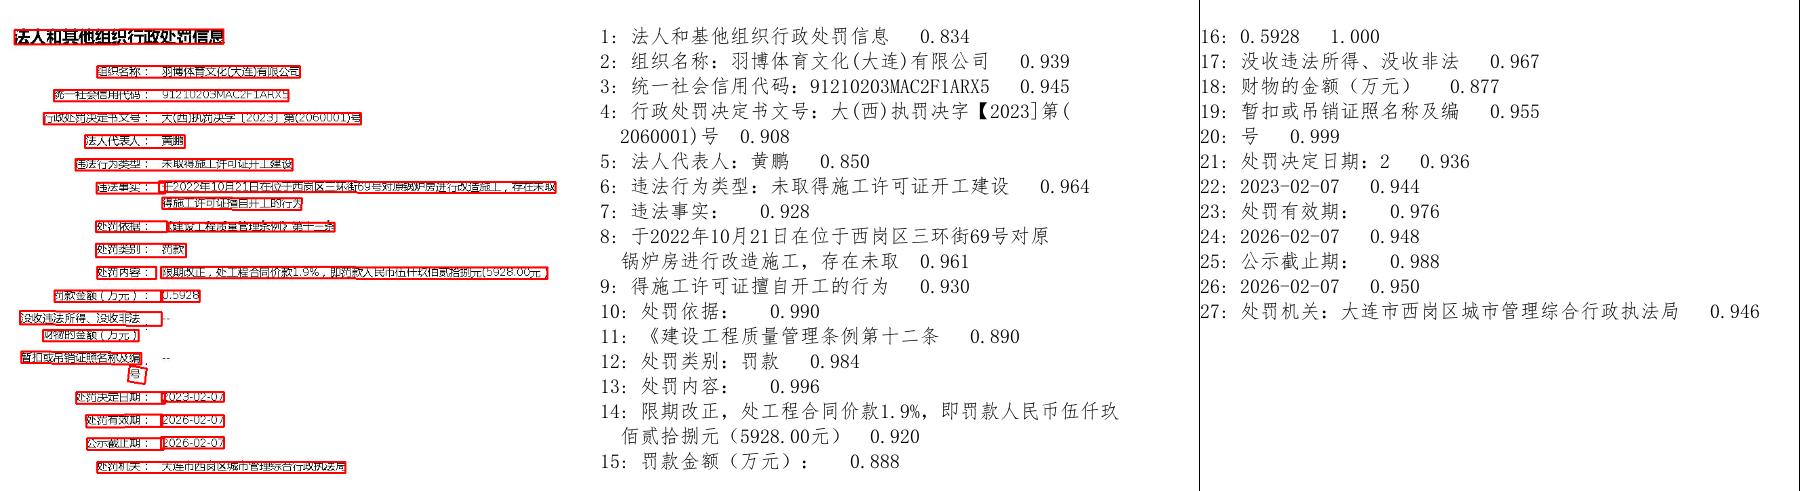 法人和其他组织行政处罚信息
组织名称： 羽博体育文化(大连)有限公司
统一社会信用代码： 91210203MAC2F1ARX5
行政处罚决定书文号： 大(西)执罚决字【2023】第(2060001)号
法人代表人： 黄鹏
违法行为类型： 未取得施工许可证开工建设
违法事实： 于2022年10月21日在位于西岗区三环街69号对原锅炉房进行改造施工，存在未取
得施工许可证擅自开工的行为
处罚依据： 《建设工程质量管理条例》第十二条
处罚类别： 罚款
处罚内容： 限期改正，处工程合同价款1.9%，即罚款人民币伍仟玖佰贰拾捌元(5928.00元）
罚款金额（万元）： 0.5928
没收违法所得、没收非法 --
财物的金额（万元）：
暂扣或吊销证照名称及编 --
号：
处罚决定日期： 2023-02-07
处罚有效期： 2026-02-07
公示截止期： 2026-02-07
处罚机关： 大连市西岗区城市管理综合行政执法局
1: 法人和基他组织行政处罚信息 0.834
2: 组织名称：羽博体育文化(大连)有限公司 0.939
3: 统一社会信用代码：91210203MAC2F1ARX5 0.945
4: 行政处罚决定书文号：大(西)执罚决字【2023]第(
2060001)号 0.908
5: 法人代表人：黄鹏 0.850
6: 违法行为类型：未取得施工许可证开工建设 0.964
7: 违法事实： 0.928
8: 于2022年10月21日在位于西岗区三环街69号对原
锅炉房进行改造施工，存在未取 0.961
9: 得施工许可证擅自开工的行为 0.930
10: 处罚依据： 0.990
11: 《建设工程质量管理条例第十二条 0.890
12: 处罚类别：罚款 0.984
13: 处罚内容： 0.996
14: 限期改正，处工程合同价款1.9%，即罚款人民币伍仟玖
佰贰拾捌元（5928.00元） 0.920
15: 罚款金额（万元）： 0.888
16: 0.5928 1.000
17: 没收违法所得、没收非法 0.967
18: 财物的金额（万元） 0.877
19: 暂扣或吊销证照名称及编 0.955
20: 号 0.999
21: 处罚决定日期：2 0.936
22: 2023-02-07 0.944
23: 处罚有效期： 0.976
24: 2026-02-07 0.948
25: 公示截止期： 0.988
26: 2026-02-07 0.950
27: 处罚机关：大连市西岗区城市管理综合行政执法局 0.946